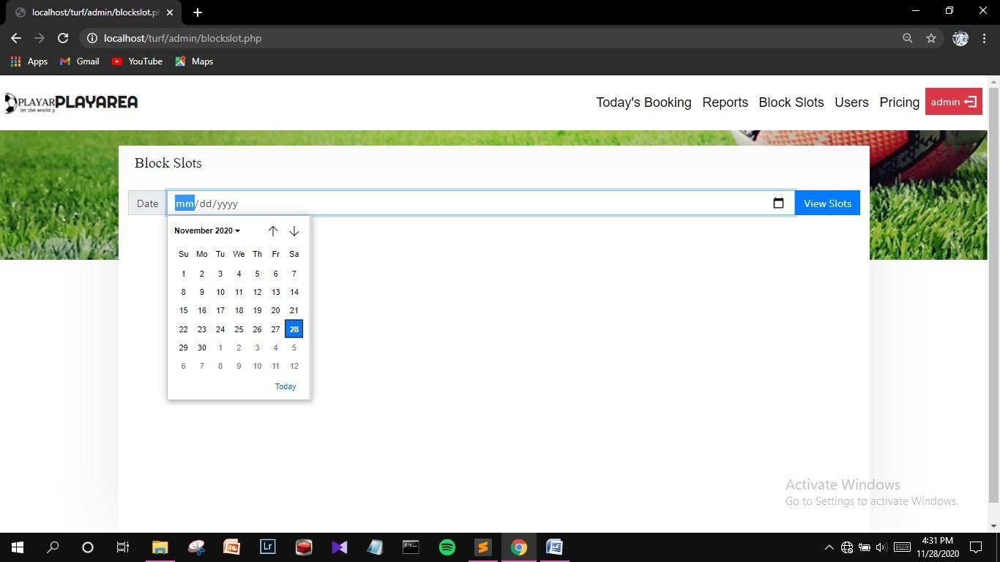 localhost/turf/admin/blockslot.ph
localhost/turf/admin/blockslot.php
Apps Gmail YouTube Maps
PLAYAR PLAYAREA
let the world p
Today's Booking Reports Block Slots Users Pricing admin
Block Slots
Date mm/dd/yyyy View Slots
November 2020
Su Mo Tu We Th Fr Sa
1 2 3 4 5 6 7
8 9 10 11 12 13 14
15 16 17 18 19 20 21
22 23 24 25 26 27 28
29 30 1 2 3 4 5
6 7 8 9 10 11 12
Today
Activate Windows
Go to Settings to activate Windows.
Lr
4:31 PM
11/28/2020